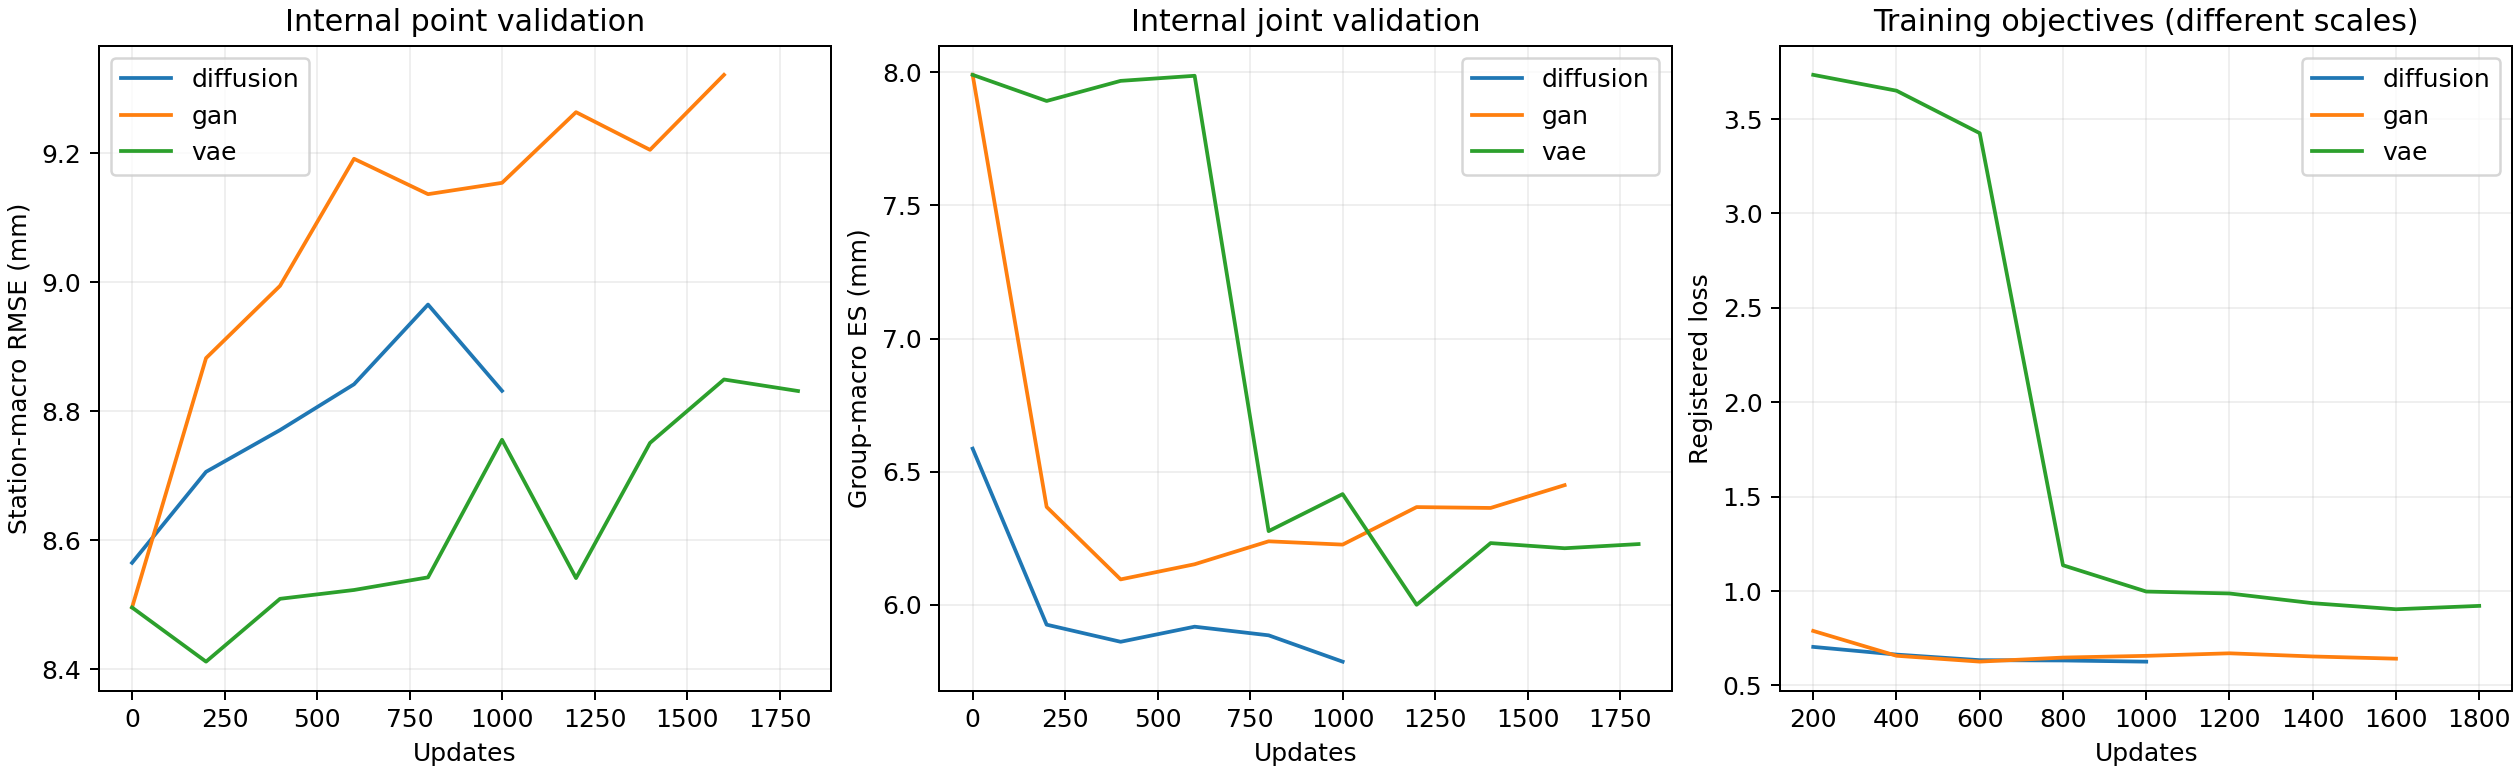 Internal point validation
diffusion
gan
vae
9.2
9.0
8.8
8.6
8.4
Station-macro RMSE (mm)
0 250 500 750 1000 1250 1500 1750
Updates
Internal joint validation
diffusion
gan
vae
8.0
7.5
7.0
6.5
6.0
Group-macro ES (mm)
0 250 500 750 1000 1250 1500 1750
Updates
Training objectives (different scales)
diffusion
gan
vae
3.5
3.0
2.5
2.0
1.5
1.0
0.5
Registered loss
200 400 600 800 1000 1200 1400 1600 1800
Updates